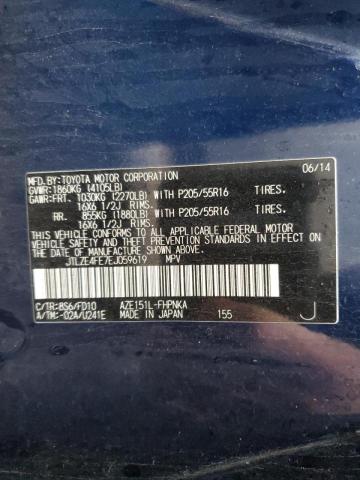 MFD.BY:TOYOTA MOTOR CORPORATION 06/14
GVWR:1860KG (4105LB)
GAWR:FRT. 1030KG (2270LB) WITH P205/55R16 TIRES.
16X6 1/2J RIMS.
RR. 855KG (1880LB) WITH P205/55R16 TIRES.
16X6 1/2J RIMS.
THIS VEHICLE CONFORMS TO ALL APPLICABLE FEDERAL MOTOR
VEHICLE SAFETY AND BUMPER STANDARDS IN EFFECT ON THE
DATE OF MANUFACTURE SHOWN ABOVE.
JTLZE4FE7EJ059619 MPV
C/TR:8S6/FD10 AZE151L-FHPNKA
A/TM:-02A/U241E MADE IN JAPAN 155 J